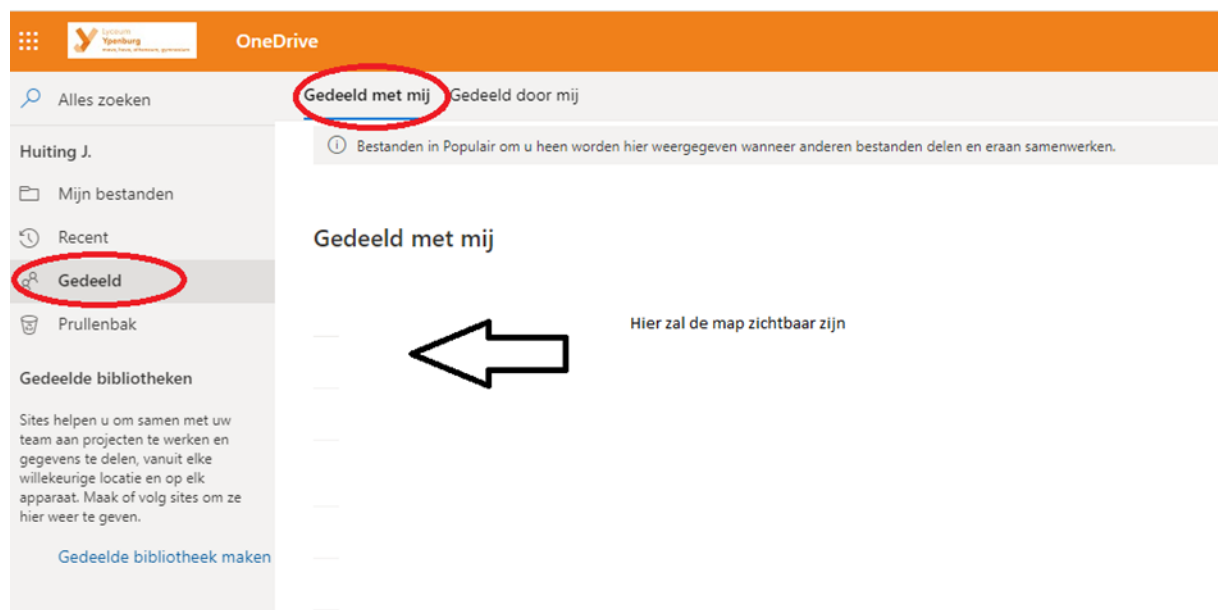 Lyceum
Ypenburg
OneDrive
Alles zoeken
Gedeeld met mij
Gedeeld door mij
Bestanden in Populair om u heen worden hier weergegeven wanneer anderen bestanden delen en eraan samenwerken.
Huiting J.
Mijn bestanden
Recent
Gedeeld
Prullenbak
Gedeelde bibliotheken
Sites helpen u om samen met uw
team aan projecten te werken en
gegevens te delen, vanuit elke
willekeurige locatie en op elk
apparaat. Maak of volg sites om ze
hier weer te geven.
Gedeelde bibliotheek maken
Gedeeld met mij
Hier zal de map zichtbaar zijn